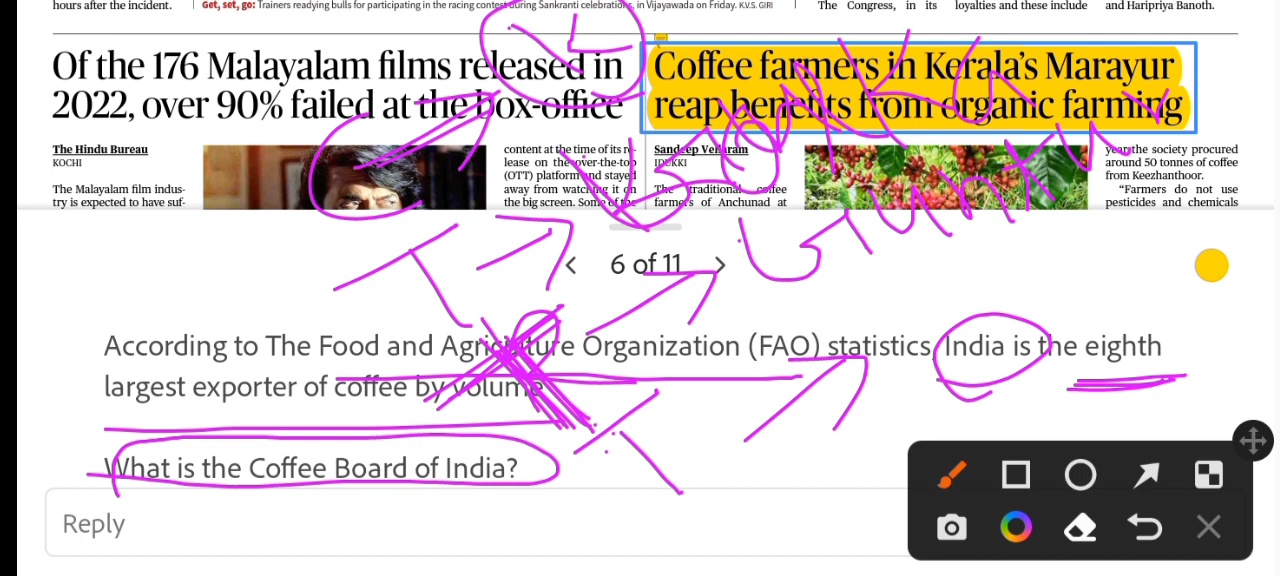 hours after the incident.
Get, set, go: Trainers readying bulls for participating in the racing contest during Sankranti celebrations, in Vijayawada on Friday. K.V.S. GIRI
The Congress, in its
loyalties and these include
and Haripriya Banoth.
Of the 176 Malayalam films released in
2022, over 90% failed at the box-office
The Hindu Bureau
KOCHI
The Malayalam film indus-
try is expected to have suf-
content at the time of its re-
lease on the over-the-top
(OTT) platform and stayed
away from watching it on
the big screen. Some of the
Coffee farmers in Kerala's Marayur
reap benefits from organic farming
Sandeep Vellaram
IDUKKI
The traditional coffee
farmers of Anchunad at
year the society procured
around 50 tonnes of coffee
from Keezhanthoor.
"Farmers do not use
pesticides and chemicals
6 of 11
According to The Food and Agriculture Organization (FAO) statistics, India is the eighth
largest exporter of coffee by volume
What is the Coffee Board of India?
Reply